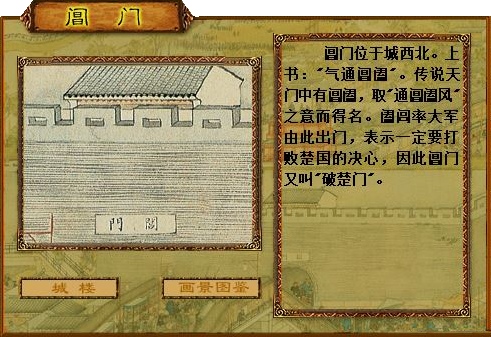 阊 门
阊门位于城西北。上
书："气通阊阖"。传说天
门中有阊阖，取"通阊阖风"
之意而得名。阖闾率大军
由此出门，表示一定要打
败楚国的决心，因此阊门
又叫"破楚门"。
門 閶
城 楼
画景图鉴